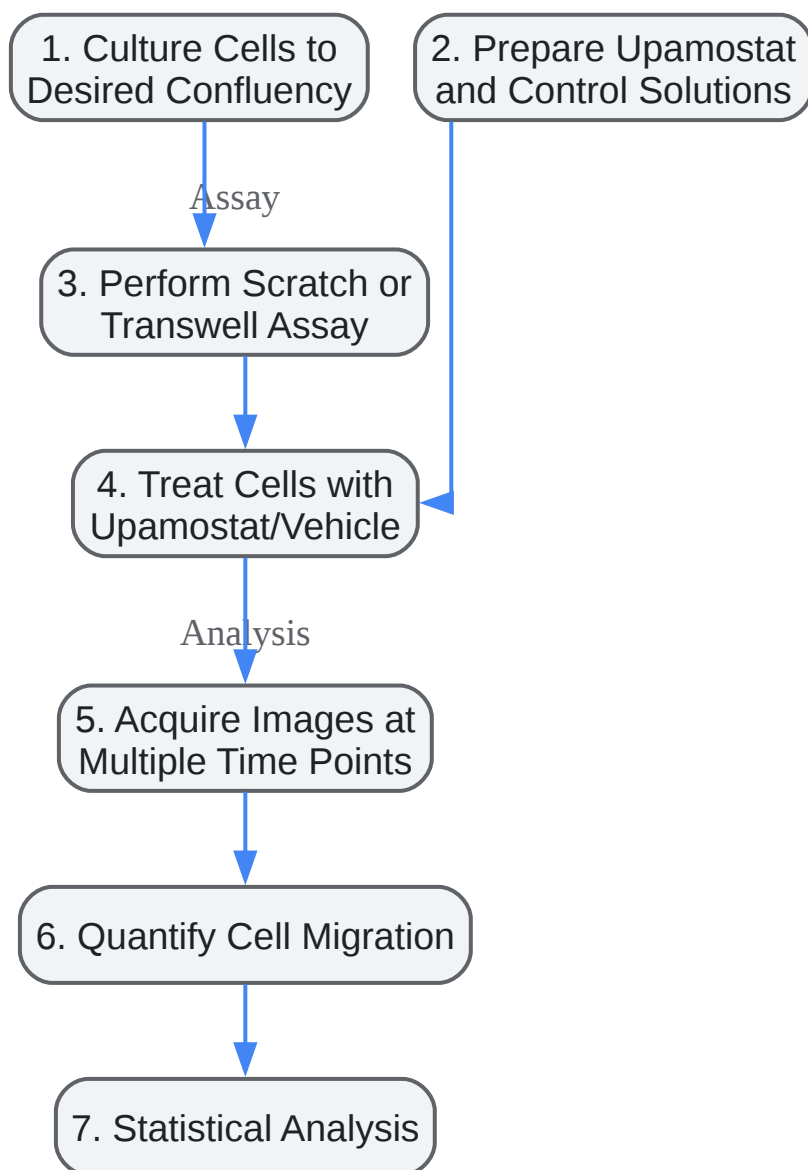 1. Culture Cells to
Desired Confluency
2. Prepare Upamostat
and Control Solutions
Assay
3. Perform Scratch or
Transwell Assay
4. Treat Cells with
Upamostat/Vehicle
Analysis
5. Acquire Images at
Multiple Time Points
6. Quantify Cell Migration
7. Statistical Analysis